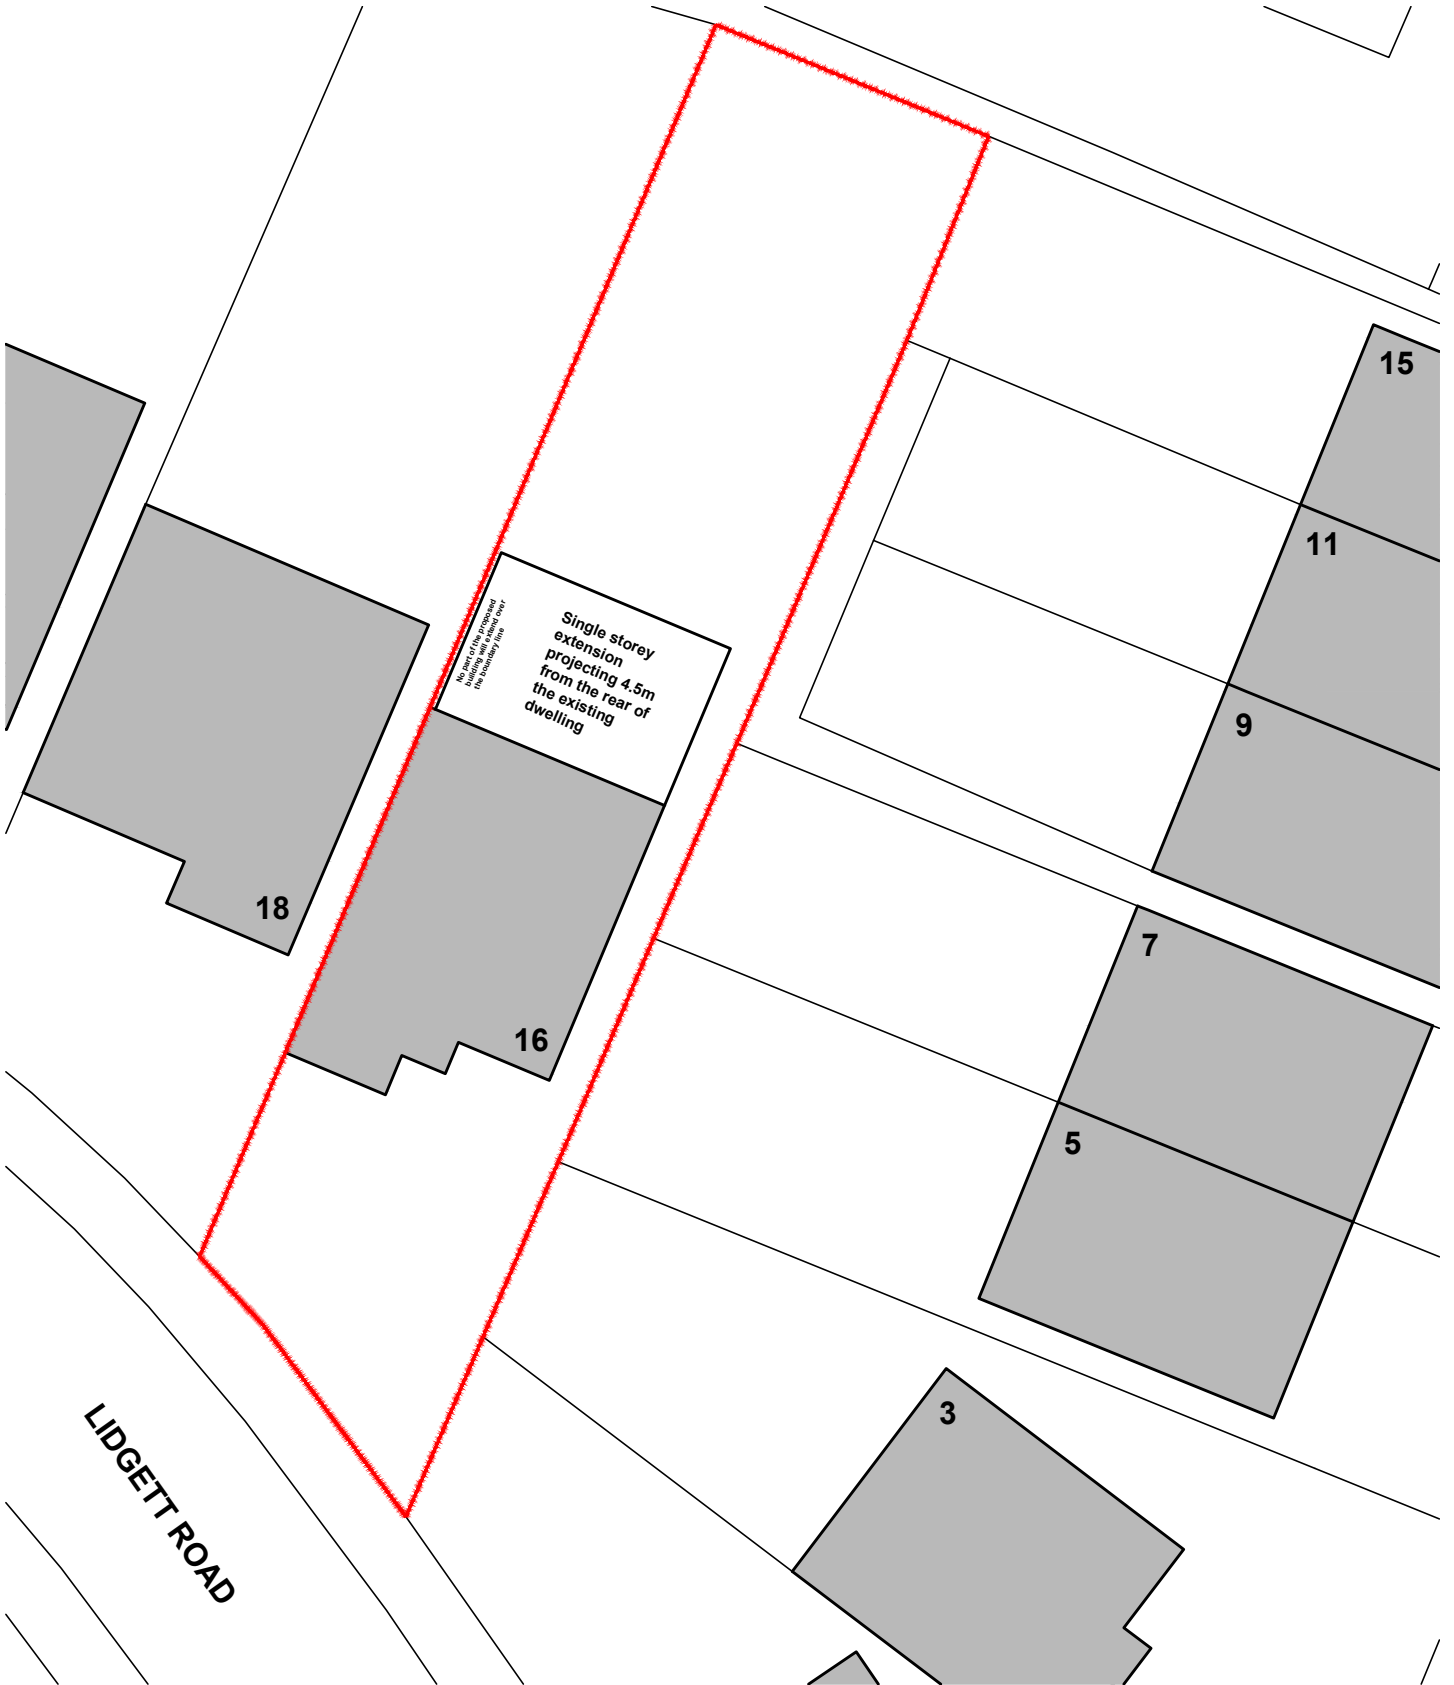 15
11
No part of the proposed
building will extend over
the boundary line
Single storey
extension
projecting 4.5m
from the rear of
the existing
dwelling
9
18
7
16
5
3
LIDGETT ROAD